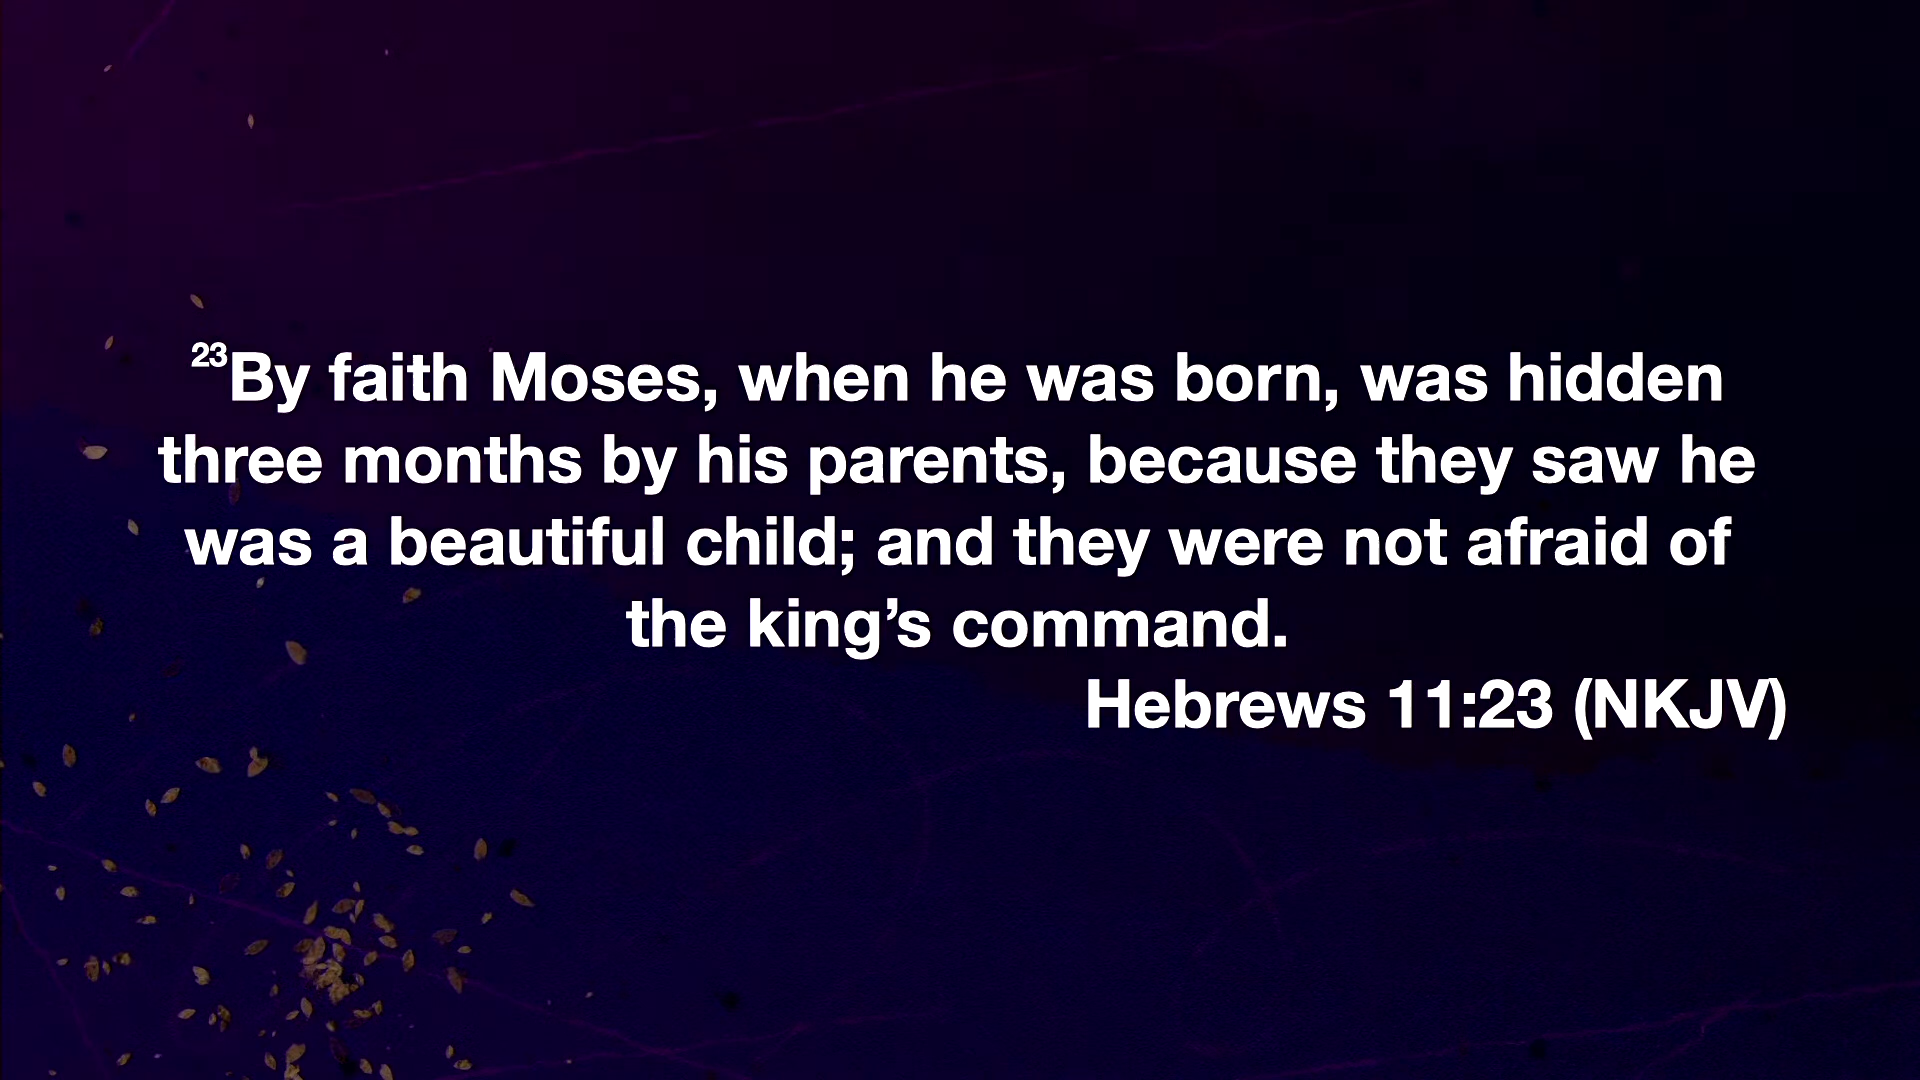 ²³By faith Moses, when he was born, was hidden
three months by his parents, because they saw he
was a beautiful child; and they were not afraid of
the king’s command.
Hebrews 11:23 (NKJV)